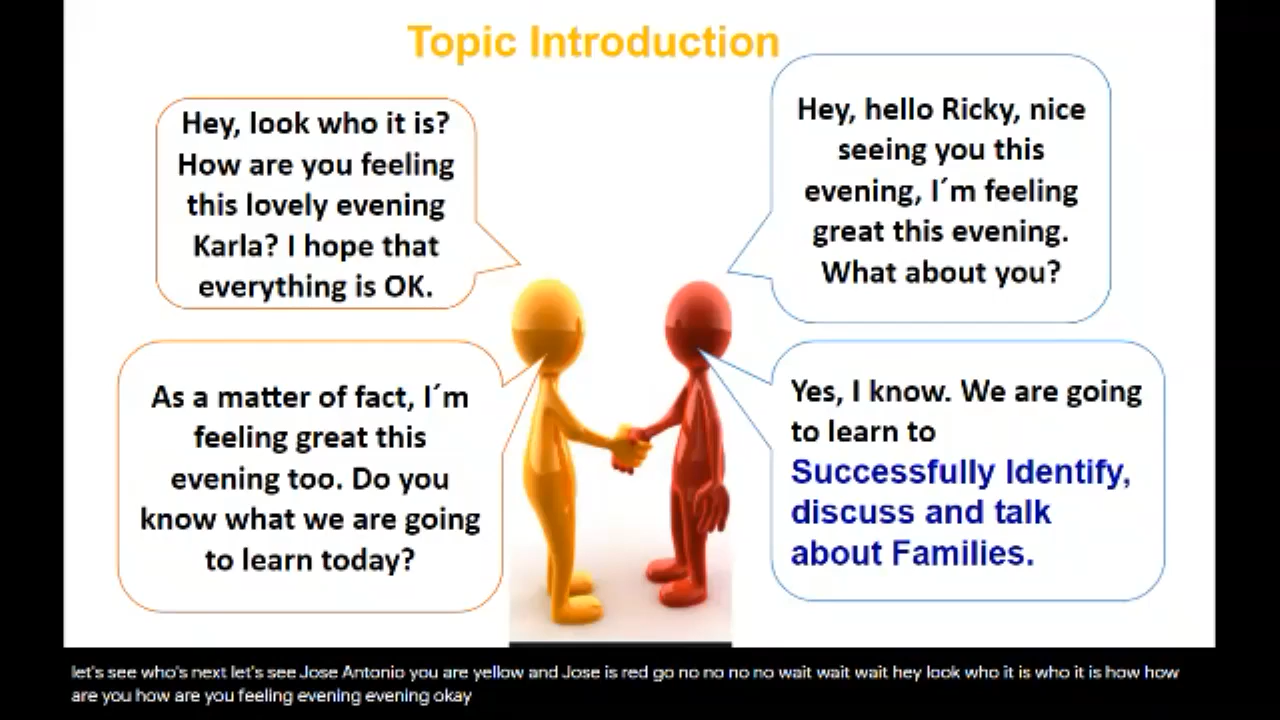 Topic Introduction
Hey, look who it is?
How are you feeling
this lovely evening
Karla? I hope that
everything is OK.
Hey, hello Ricky, nice
seeing you this
evening, I´m feeling
great this evening.
What about you?
As a matter of fact, I´m
feeling great this
evening too. Do you
know what we are going
to learn today?
Yes, I know. We are going
to learn to
Successfully Identify,
discuss and talk
about Families.
let's see who's next let's see Jose Antonio you are yellow and Jose is red go no no no no wait wait wait hey look who it is who it is how how
are you how are you feeling evening evening okay